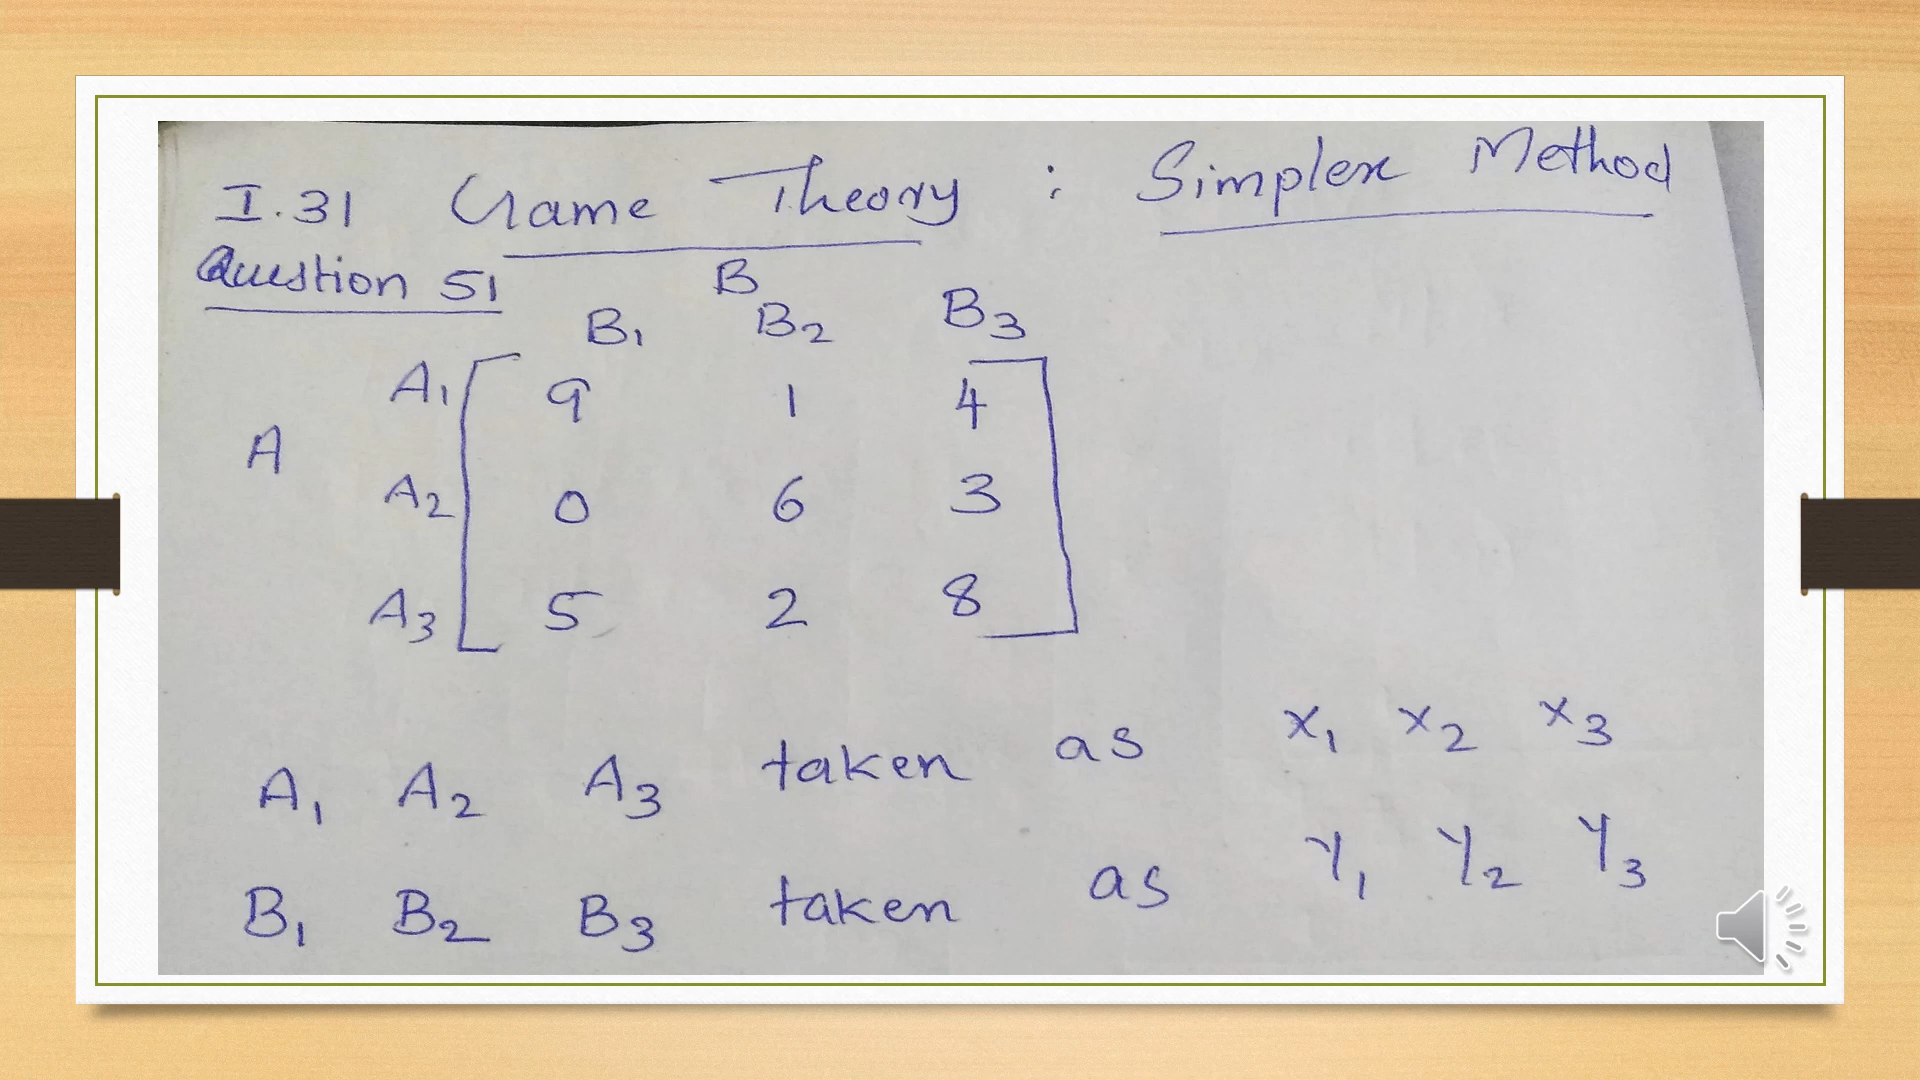 I.31 Game Theory : Simplex Method
Question 51
B
B1 B2 B3
A1 9 1 4
A
A2 0 6 3
A3 5 2 8
A1 A2 A3 taken as X1 X2 X3
B1 B2 B3 taken as Y1 Y2 Y3